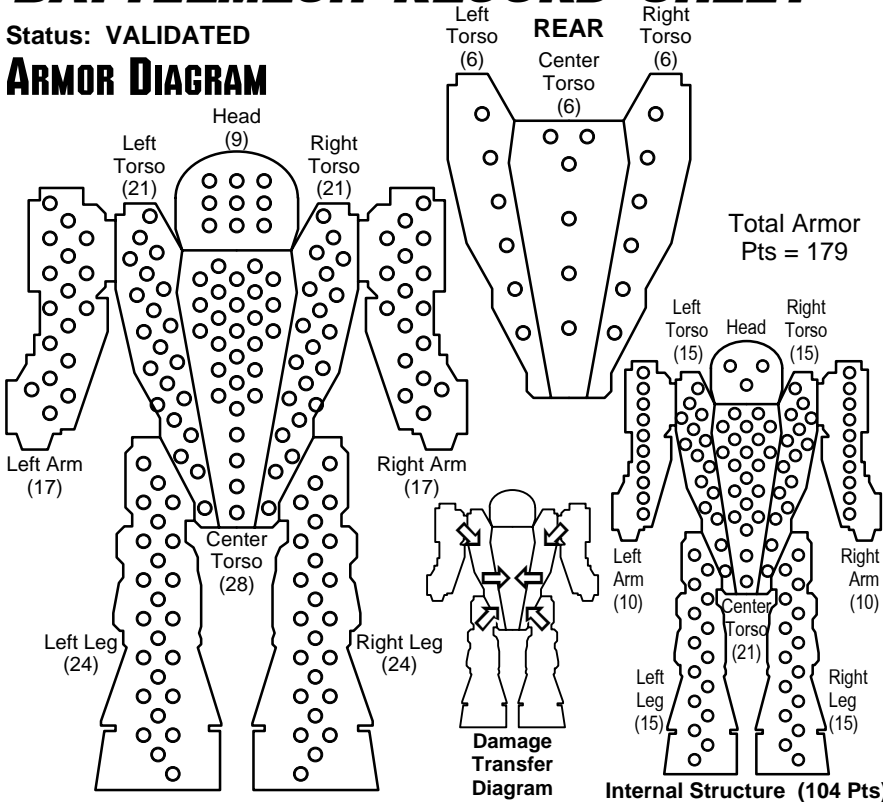 BATTLEMECH RECORD SHEET
Status: VALIDATED
ARMOR DIAGRAM
Head
(9)
Left
Torso
(21)
Right
Torso
(21)
Left Arm
(17)
Right Arm
(17)
Center
Torso
(28)
Left Leg
(24)
Right Leg
(24)
REAR
Left
Torso
(6)
Center
Torso
(6)
Right
Torso
(6)
Total Armor
Pts = 179
Left
Torso
(15)
Head
Right
Torso
(15)
Left
Arm
(10)
Right
Arm
(10)
Center
Torso
(21)
Left
Leg
(15)
Right
Leg
(15)
Damage
Transfer
Diagram
Internal Structure (104 Pts)